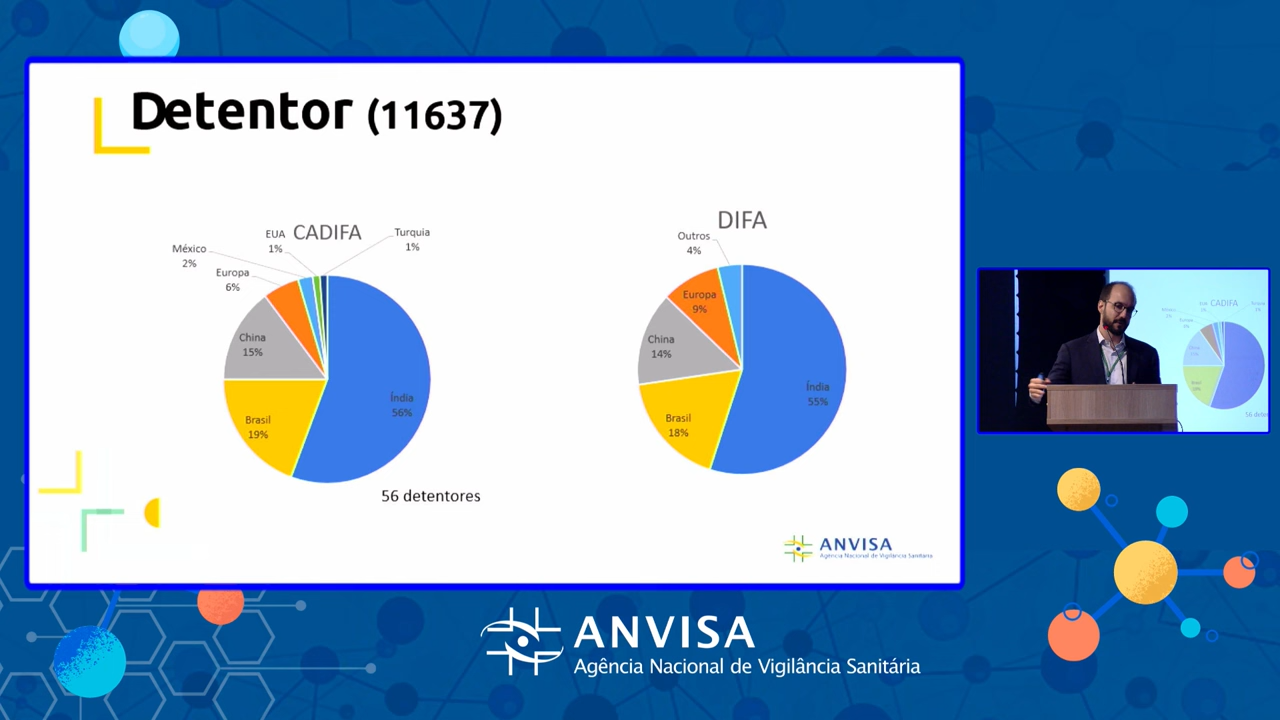 Detentor (11637)
CADIFA
EUA
1%
Turquia
1%
México
2%
Europa
6%
China
15%
Brasil
19%
Índia
56%
56 detentores
DIFA
Outros
4%
Europa
9%
China
14%
Brasil
18%
Índia
55%
ANVISA
Agência Nacional de Vigilância Sanitária
CADIFA
ANVISA
Agência Nacional de Vigilância Sanitária